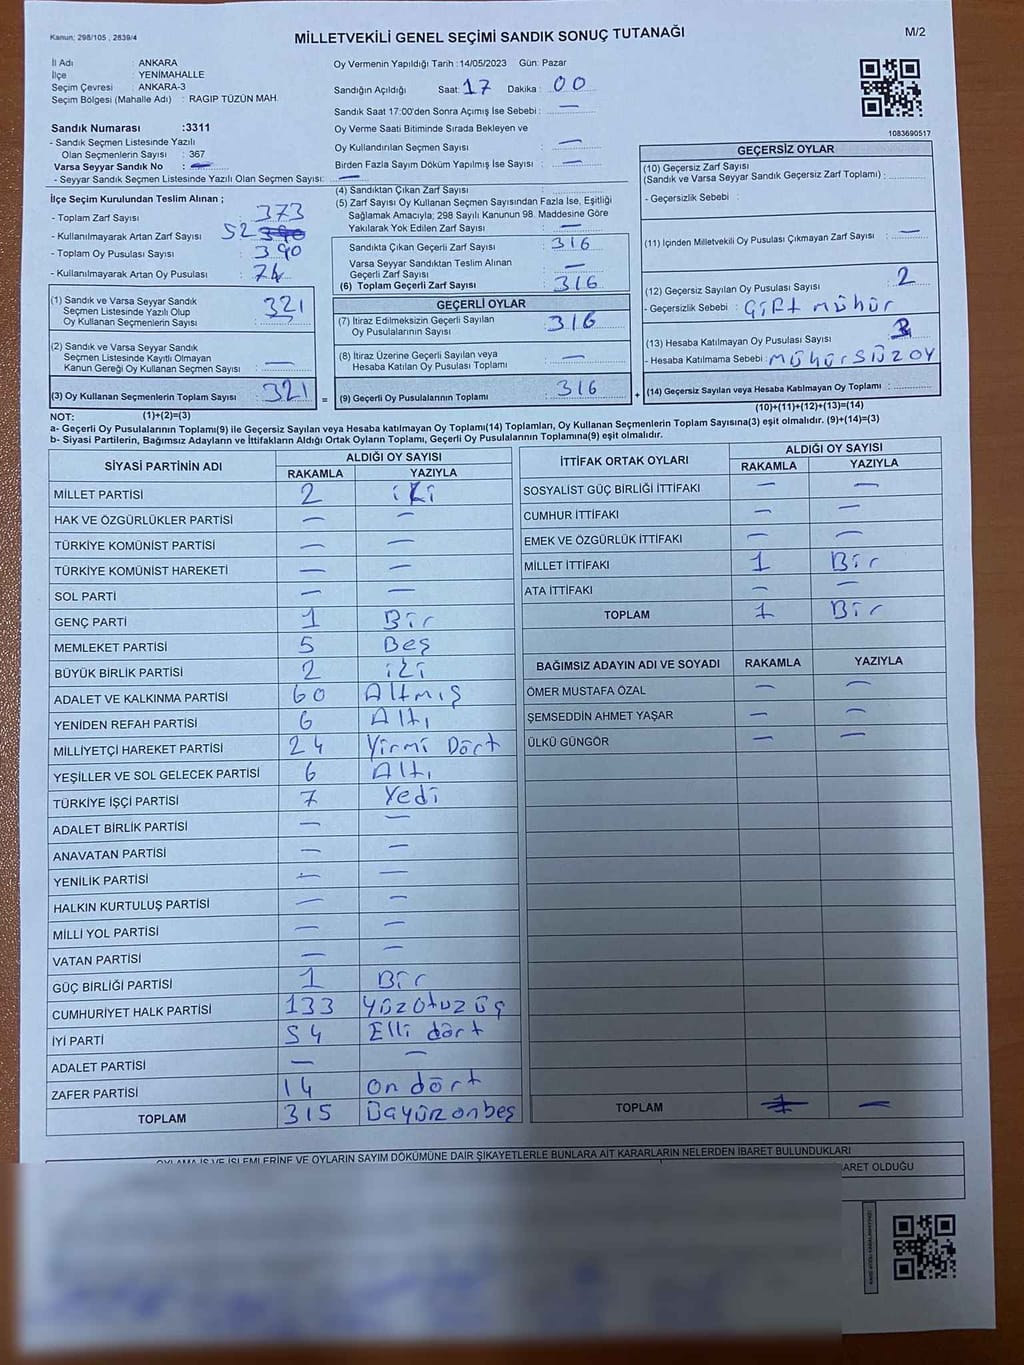 Kanun: 298/105 , 2839/4
MİLLETVEKİLİ GENEL SEÇİMİ SANDIK SONUÇ TUTANAĞI
M/2
İl Adı : ANKARA
İlçe : YENİMAHALLE
Seçim Çevresi : ANKARA-3
Seçim Bölgesi (Mahalle Adı) : RAGIP TÜZÜN MAH.
Sandık Numarası :3311
- Sandık Seçmen Listesinde Yazılı
Olan Seçmenlerin Sayısı : 367
Varsa Seyyar Sandık No : —
- Seyyar Sandık Seçmen Listesinde Yazılı Olan Seçmen Sayısı: —
İlçe Seçim Kurulundan Teslim Alınan ;
- Toplam Zarf Sayısı : 373
- Kullanılmayarak Artan Zarf Sayısı : 52
- Toplam Oy Pusulası Sayısı : 390
- Kullanılmayarak Artan Oy Pusulası : 74
(1) Sandık ve Varsa Seyyar Sandık
Seçmen Listesinde Yazılı Olup
Oy Kullanan Seçmenlerin Sayısı : 321
(2) Sandık ve Varsa Seyyar Sandık
Seçmen Listesinde Kayıtlı Olmayan
Kanun Gereği Oy Kullanan Seçmen Sayısı : —
(3) Oy Kullanan Seçmenlerin Toplam Sayısı : 321
Oy Vermenin Yapıldığı Tarih :14/05/2023 Gün: Pazar
Sandığın Açıldığı Saat: 17 Dakika : 00
Sandık Saat 17:00'den Sonra Açımış İse Sebebi : —
Oy Verme Saati Bitiminde Sırada Bekleyen ve
Oy Kullandırılan Seçmen Sayısı : —
Birden Fazla Sayım Döküm Yapılmış İse Sayısı : —
(4) Sandıktan Çıkan Zarf Sayısı :
(5) Zarf Sayısı Oy Kullanan Seçmen Sayısından Fazla İse, Eşitliği
Sağlamak Amacıyla; 298 Sayılı Kanunun 98. Maddesine Göre
Yakılarak Yok Edilen Zarf Sayısı : —
Sandıkta Çıkan Geçerli Zarf Sayısı : 316
Varsa Seyyar Sandıktan Teslim Alınan
Geçerli Zarf Sayısı : —
(6) Toplam Geçerli Zarf Sayısı : 316
GEÇERLİ OYLAR
(7) İtiraz Edilmeksizin Geçerli Sayılan
Oy Pusulalarının Sayısı : 316
(8) İtiraz Üzerine Geçerli Sayılan veya
Hesaba Katılan Oy Pusulası Toplamı : —
= (9) Geçerli Oy Pusulalarının Toplamı : 316 +
1083690517
GEÇERSİZ OYLAR
(10) Geçersiz Zarf Sayısı
(Sandık ve Varsa Seyyar Sandık Geçersiz Zarf Toplamı) :
- Geçersizlik Sebebi :
(11) İçinden Milletvekili Oy Pusulası Çıkmayan Zarf Sayısı : —
(12) Geçersiz Sayılan Oy Pusulası Sayısı : 2
- Geçersizlik Sebebi : Çift mühür
(13) Hesaba Katılmayan Oy Pusulası Sayısı :
- Hesaba Katılmama Sebebi : mühürsüz oy
(14) Geçersiz Sayılan veya Hesaba Katılmayan Oy Toplamı :
NOT: (1)+(2)=(3)
(10)+(11)+(12)+(13)=(14)
a- Geçerli Oy Pusulalarının Toplamı(9) ile Geçersiz Sayılan veya Hesaba katılmayan Oy Toplamı(14) Toplamları, Oy Kullanan Seçmenlerin Toplam Sayısına(3) eşit olmalıdır. (9)+(14)=(3)
b- Siyasi Partilerin, Bağımsız Adayların ve İttifakların Aldığı Ortak Oyların Toplamı, Geçerli Oy Pusulalarının Toplamına(9) eşit olmalıdır.
SİYASİ PARTİNİN ADI ALDIĞI OY SAYISI
RAKAMLA YAZIYLA
MİLLET PARTİSİ 2 iki
HAK VE ÖZGÜRLÜKLER PARTİSİ — —
TÜRKİYE KOMÜNİST PARTİSİ — —
TÜRKİYE KOMÜNİST HAREKETİ — —
SOL PARTİ — —
GENÇ PARTİ 1 Bir
MEMLEKET PARTİSİ 5 Beş
BÜYÜK BİRLİK PARTİSİ 2 iki
ADALET VE KALKINMA PARTİSİ 60 Altmış
YENİDEN REFAH PARTİSİ 6 Altı
MİLLİYETÇİ HAREKET PARTİSİ 24 Yirmi Dört
YEŞİLLER VE SOL GELECEK PARTİSİ 6 Altı
TÜRKİYE İŞÇİ PARTİSİ 7 Yedi
ADALET BİRLİK PARTİSİ — —
ANAVATAN PARTİSİ — —
YENİLİK PARTİSİ — —
HALKIN KURTULUŞ PARTİSİ — —
MİLLİ YOL PARTİSİ — —
VATAN PARTİSİ — —
GÜÇ BİRLİĞİ PARTİSİ 1 Bir
CUMHURİYET HALK PARTİSİ 133 Yüzotuzüç
İYİ PARTİ 54 Elli dört
ADALET PARTİSİ — —
ZAFER PARTİSİ 14 On dört
TOPLAM 315 Üçyüzonbeş
İTTİFAK ORTAK OYLARI ALDIĞI OY SAYISI
RAKAMLA YAZIYLA
SOSYALİST GÜÇ BİRLİĞİ İTTİFAKI — —
CUMHUR İTTİFAKI — —
EMEK VE ÖZGÜRLÜK İTTİFAKI — —
MİLLET İTTİFAKI 1 Bir
ATA İTTİFAKI — —
TOPLAM 1 Bir
BAĞIMSIZ ADAYIN ADI VE SOYADI RAKAMLA YAZIYLA
ÖMER MUSTAFA ÖZAL — —
ŞEMSEDDİN AHMET YAŞAR — —
ÜLKÜ GÜNGÖR — —
TOPLAM —
OYLAMA İŞ VE İŞLEMLERİNE VE OYLARIN SAYIM DÖKÜMÜNE DAİR ŞİKAYETLERLE BUNLARA AİT KARARLARIN NELERDEN İBARET BULUNDUKLARI